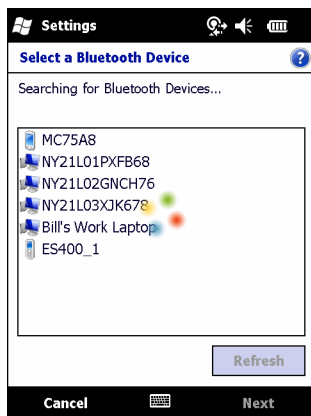 Settings
Select a Bluetooth Device
?
Searching for Bluetooth Devices...
MC75A8
NY21L01PXFB68
NY21L02GNCH76
NY21L03XJK678
Bill's Work Laptop
ES400_1
Refresh
Cancel Next